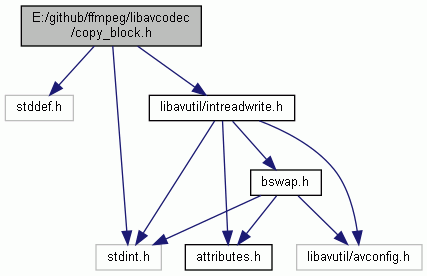 E:/github/ffmpeg/libavcodec
/copy_block.h
stddef.h
libavutil/intreadwrite.h
bswap.h
stdint.h
attributes.h
libavutil/avconfig.h